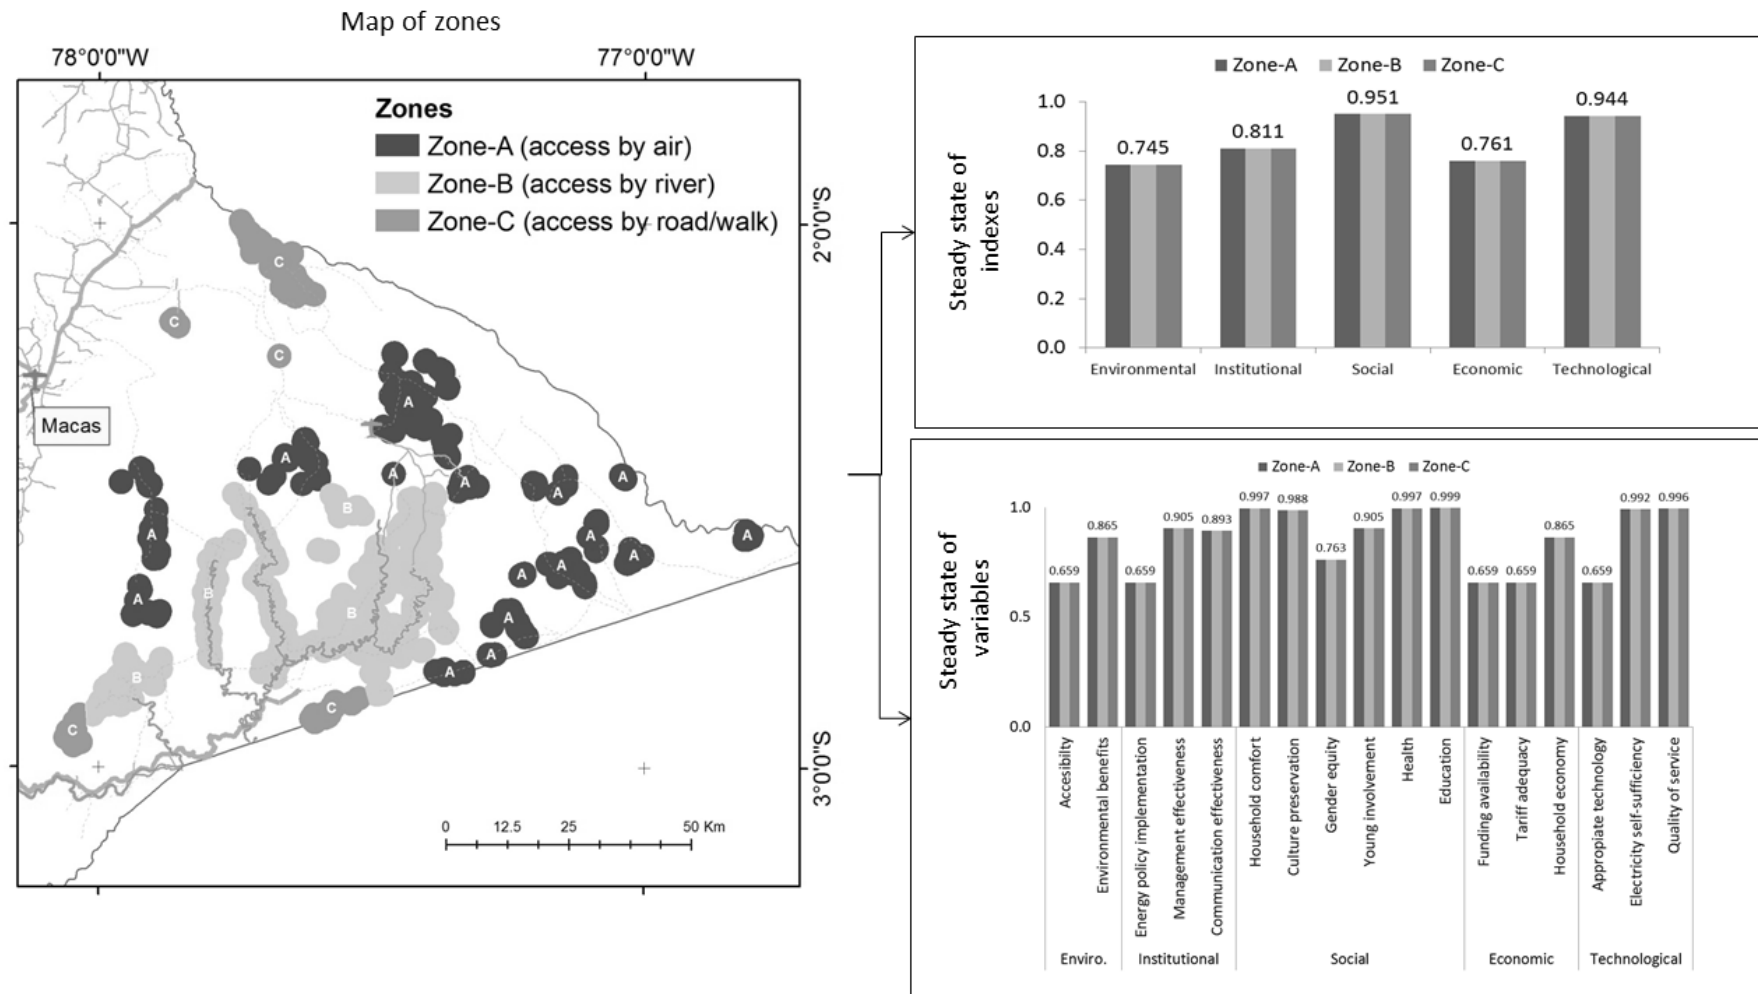 Map of zones
78°0'0"W
77°0'0"W
Zones
Zone-A (access by air)
Zone-B (access by river)
Zone-C (access by road/walk)
2°0'0"S
3°0'0"S
C
C
C
A
Macas
A
A
A
A
A
B
A
A
A
A
A
A
A
B
A
B
A
A
A
B
C
C
0 12.5 25 50 Km
Zone-A Zone-B Zone-C
Steady state of
indexes
1.0
0.8
0.6
0.4
0.2
0.0
0.745
0.811
0.951
0.761
0.944
Environmental Institutional Social Economic Technological
Zone-A Zone-B Zone-C
Steady state of
variables
1.0
0.5
0.0
0.659
0.865
0.659
0.905
0.893
0.997
0.988
0.763
0.905
0.997
0.999
0.659
0.659
0.865
0.659
0.992
0.996
Accesibilty
Environmental benefits
Energy policy implementation
Management effectiveness
Communication effectiveness
Household comfort
Culture preservation
Gender equity
Young involvement
Health
Education
Funding availability
Tariff adequacy
Household economy
Appropiate technology
Electricity self-sufficiency
Quality of service
Enviro. Institutional Social Economic Technological